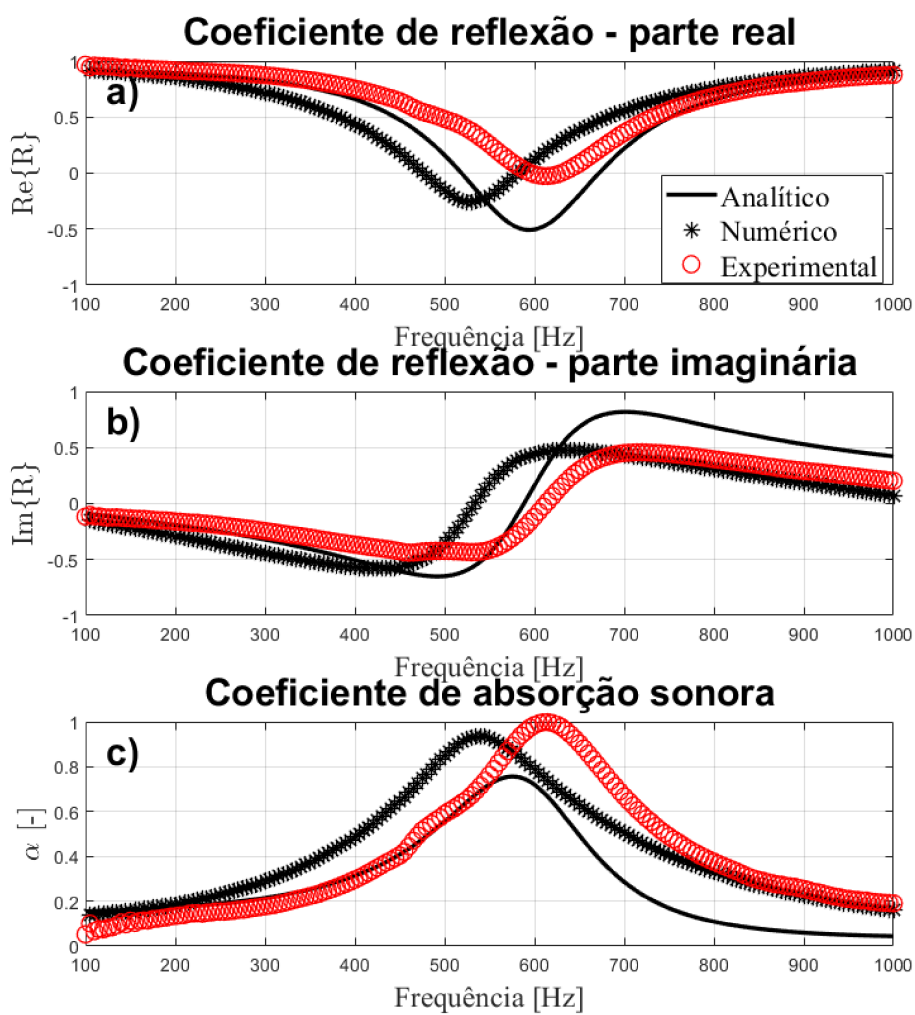 Coeficiente de reflexão - parte real
a)
Re{R}
1
0.5
0
-0.5
-1
Analítico
Numérico
Experimental
100 200 300 400 500 600 700 800 900 1000
Frequência [Hz]
Coeficiente de reflexão - parte imaginária
b)
Im{R}
1
0.5
0
-0.5
-1
100 200 300 400 500 600 700 800 900 1000
Frequência [Hz]
Coeficiente de absorção sonora
c)
α [-]
1
0.8
0.6
0.4
0.2
0
100 200 300 400 500 600 700 800 900 1000
Frequência [Hz]